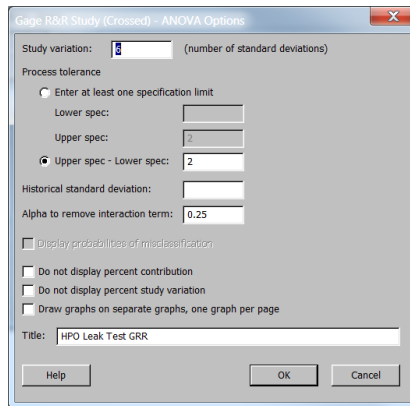 Gage R&R Study (Crossed) - ANOVA Options
Study variation: 6 (number of standard deviations)
Process tolerance
Enter at least one specification limit
Lower spec:
Upper spec: 2
Upper spec - Lower spec: 2
Historical standard deviation:
Alpha to remove interaction term: 0.25
Display probabilities of misclassification
Do not display percent contribution
Do not display percent study variation
Draw graphs on separate graphs, one graph per page
Title: HPO Leak Test GRR
Help OK Cancel